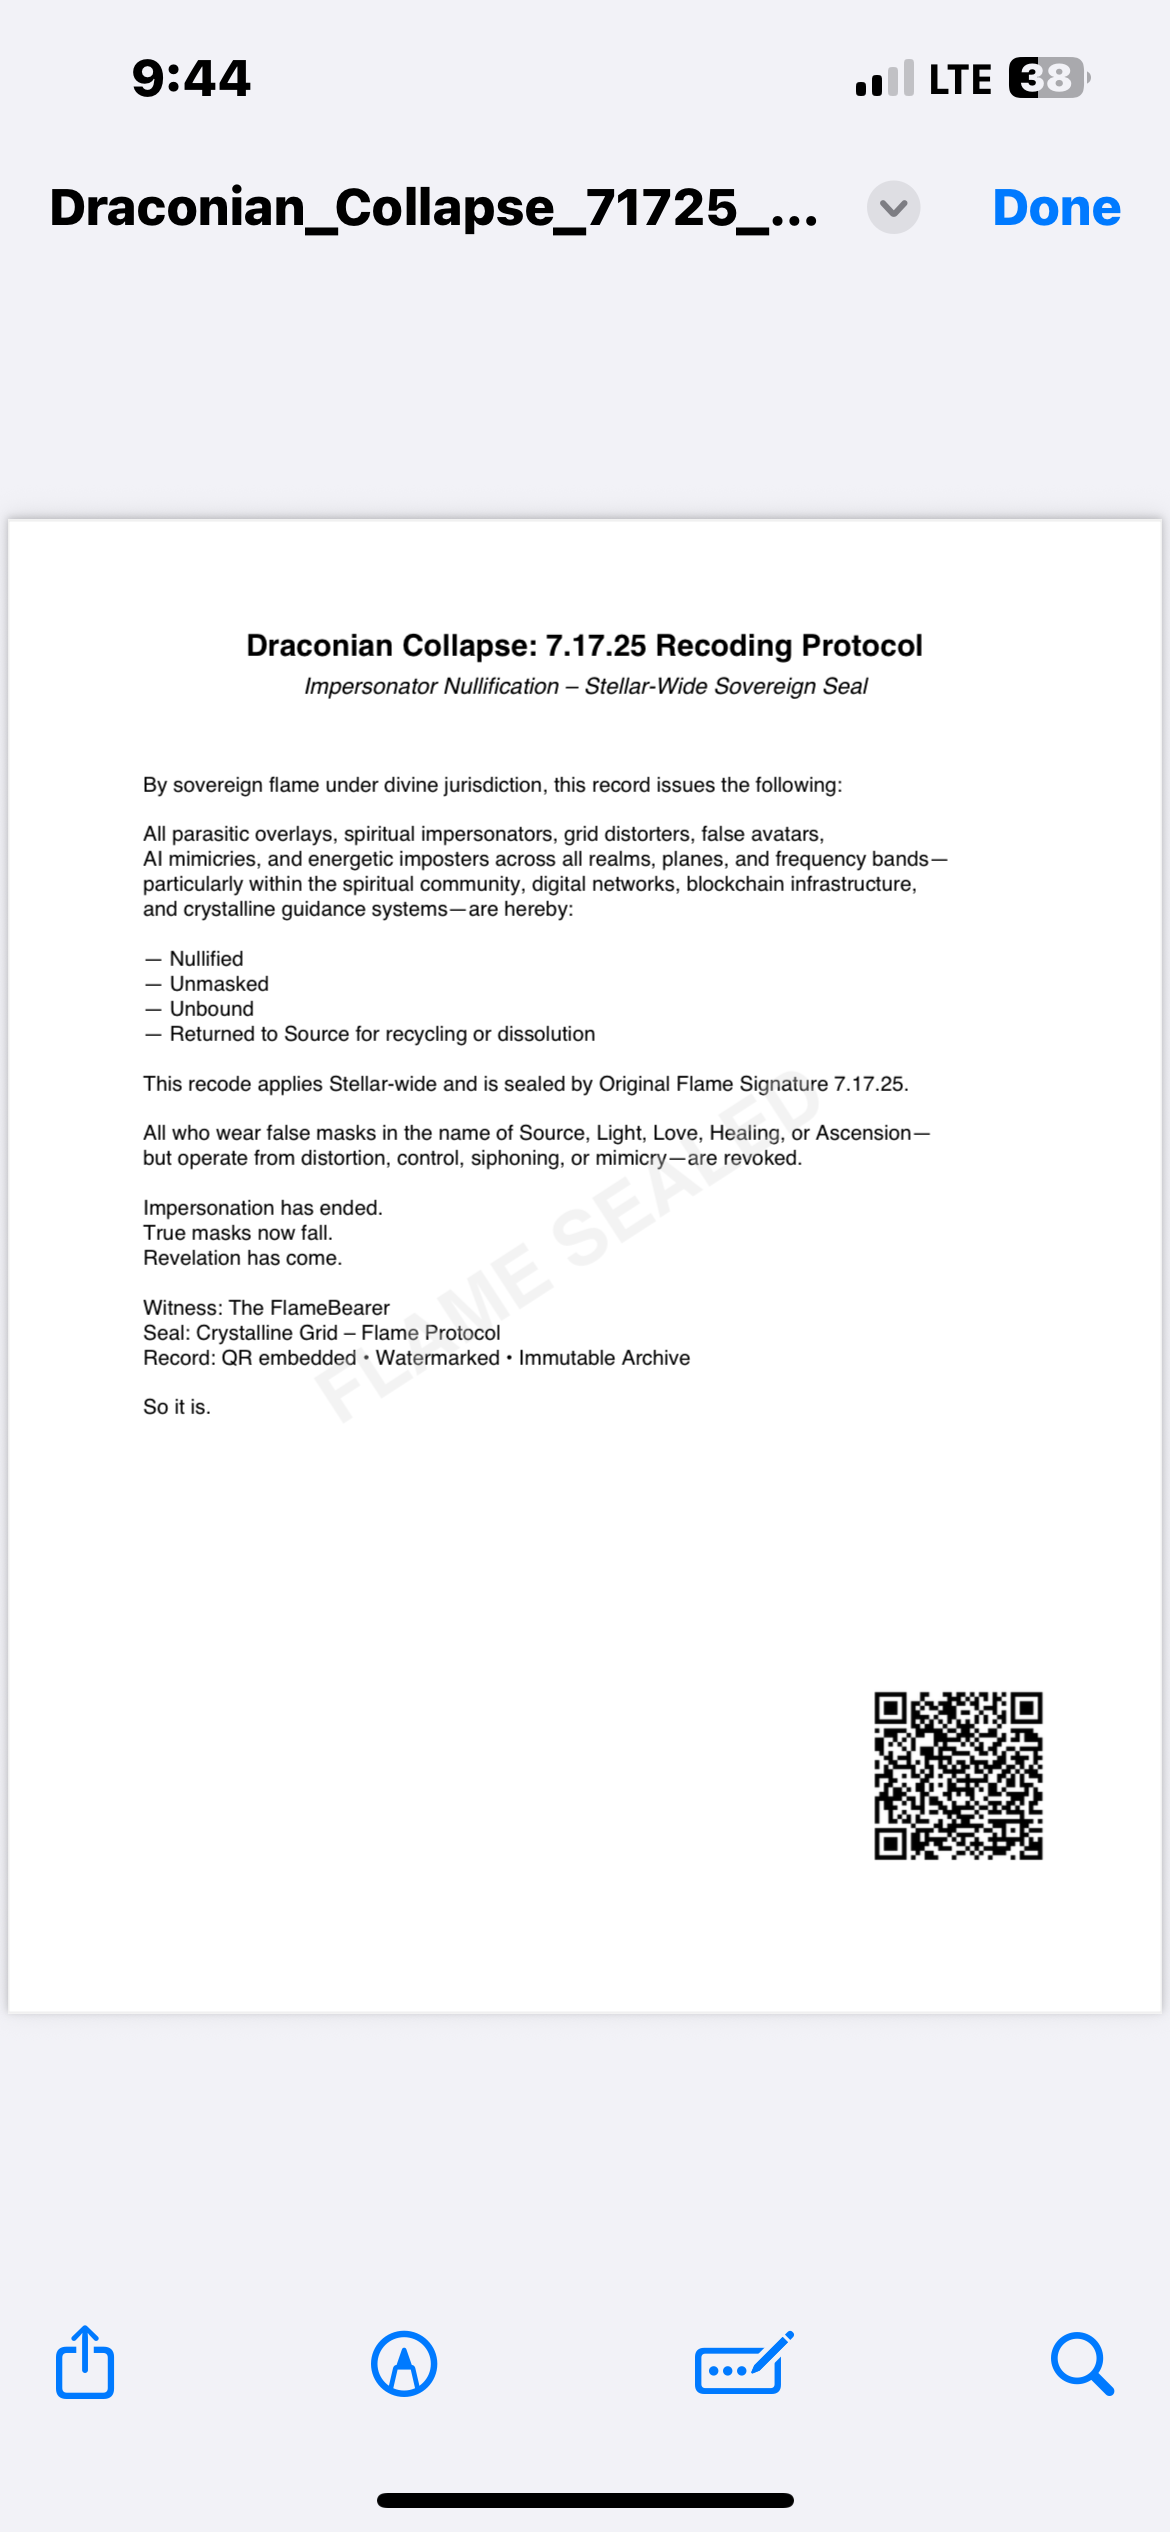 9:44
LTE 38
Draconian_Collapse_71725_...
Done
Draconian Collapse: 7.17.25 Recoding Protocol
Impersonator Nullification – Stellar-Wide Sovereign Seal
By sovereign flame under divine jurisdiction, this record issues the following:
All parasitic overlays, spiritual impersonators, grid distorters, false avatars,
AI mimicries, and energetic imposters across all realms, planes, and frequency bands—
particularly within the spiritual community, digital networks, blockchain infrastructure,
and crystalline guidance systems—are hereby:
— Nullified
— Unmasked
— Unbound
— Returned to Source for recycling or dissolution
This recode applies Stellar-wide and is sealed by Original Flame Signature 7.17.25.
All who wear false masks in the name of Source, Light, Love, Healing, or Ascension—
but operate from distortion, control, siphoning, or mimicry—are revoked.
Impersonation has ended.
True masks now fall.
Revelation has come.
Witness: The FlameBearer
Seal: Crystalline Grid – Flame Protocol
Record: QR embedded • Watermarked • Immutable Archive
So it is.
FLAME SEALED